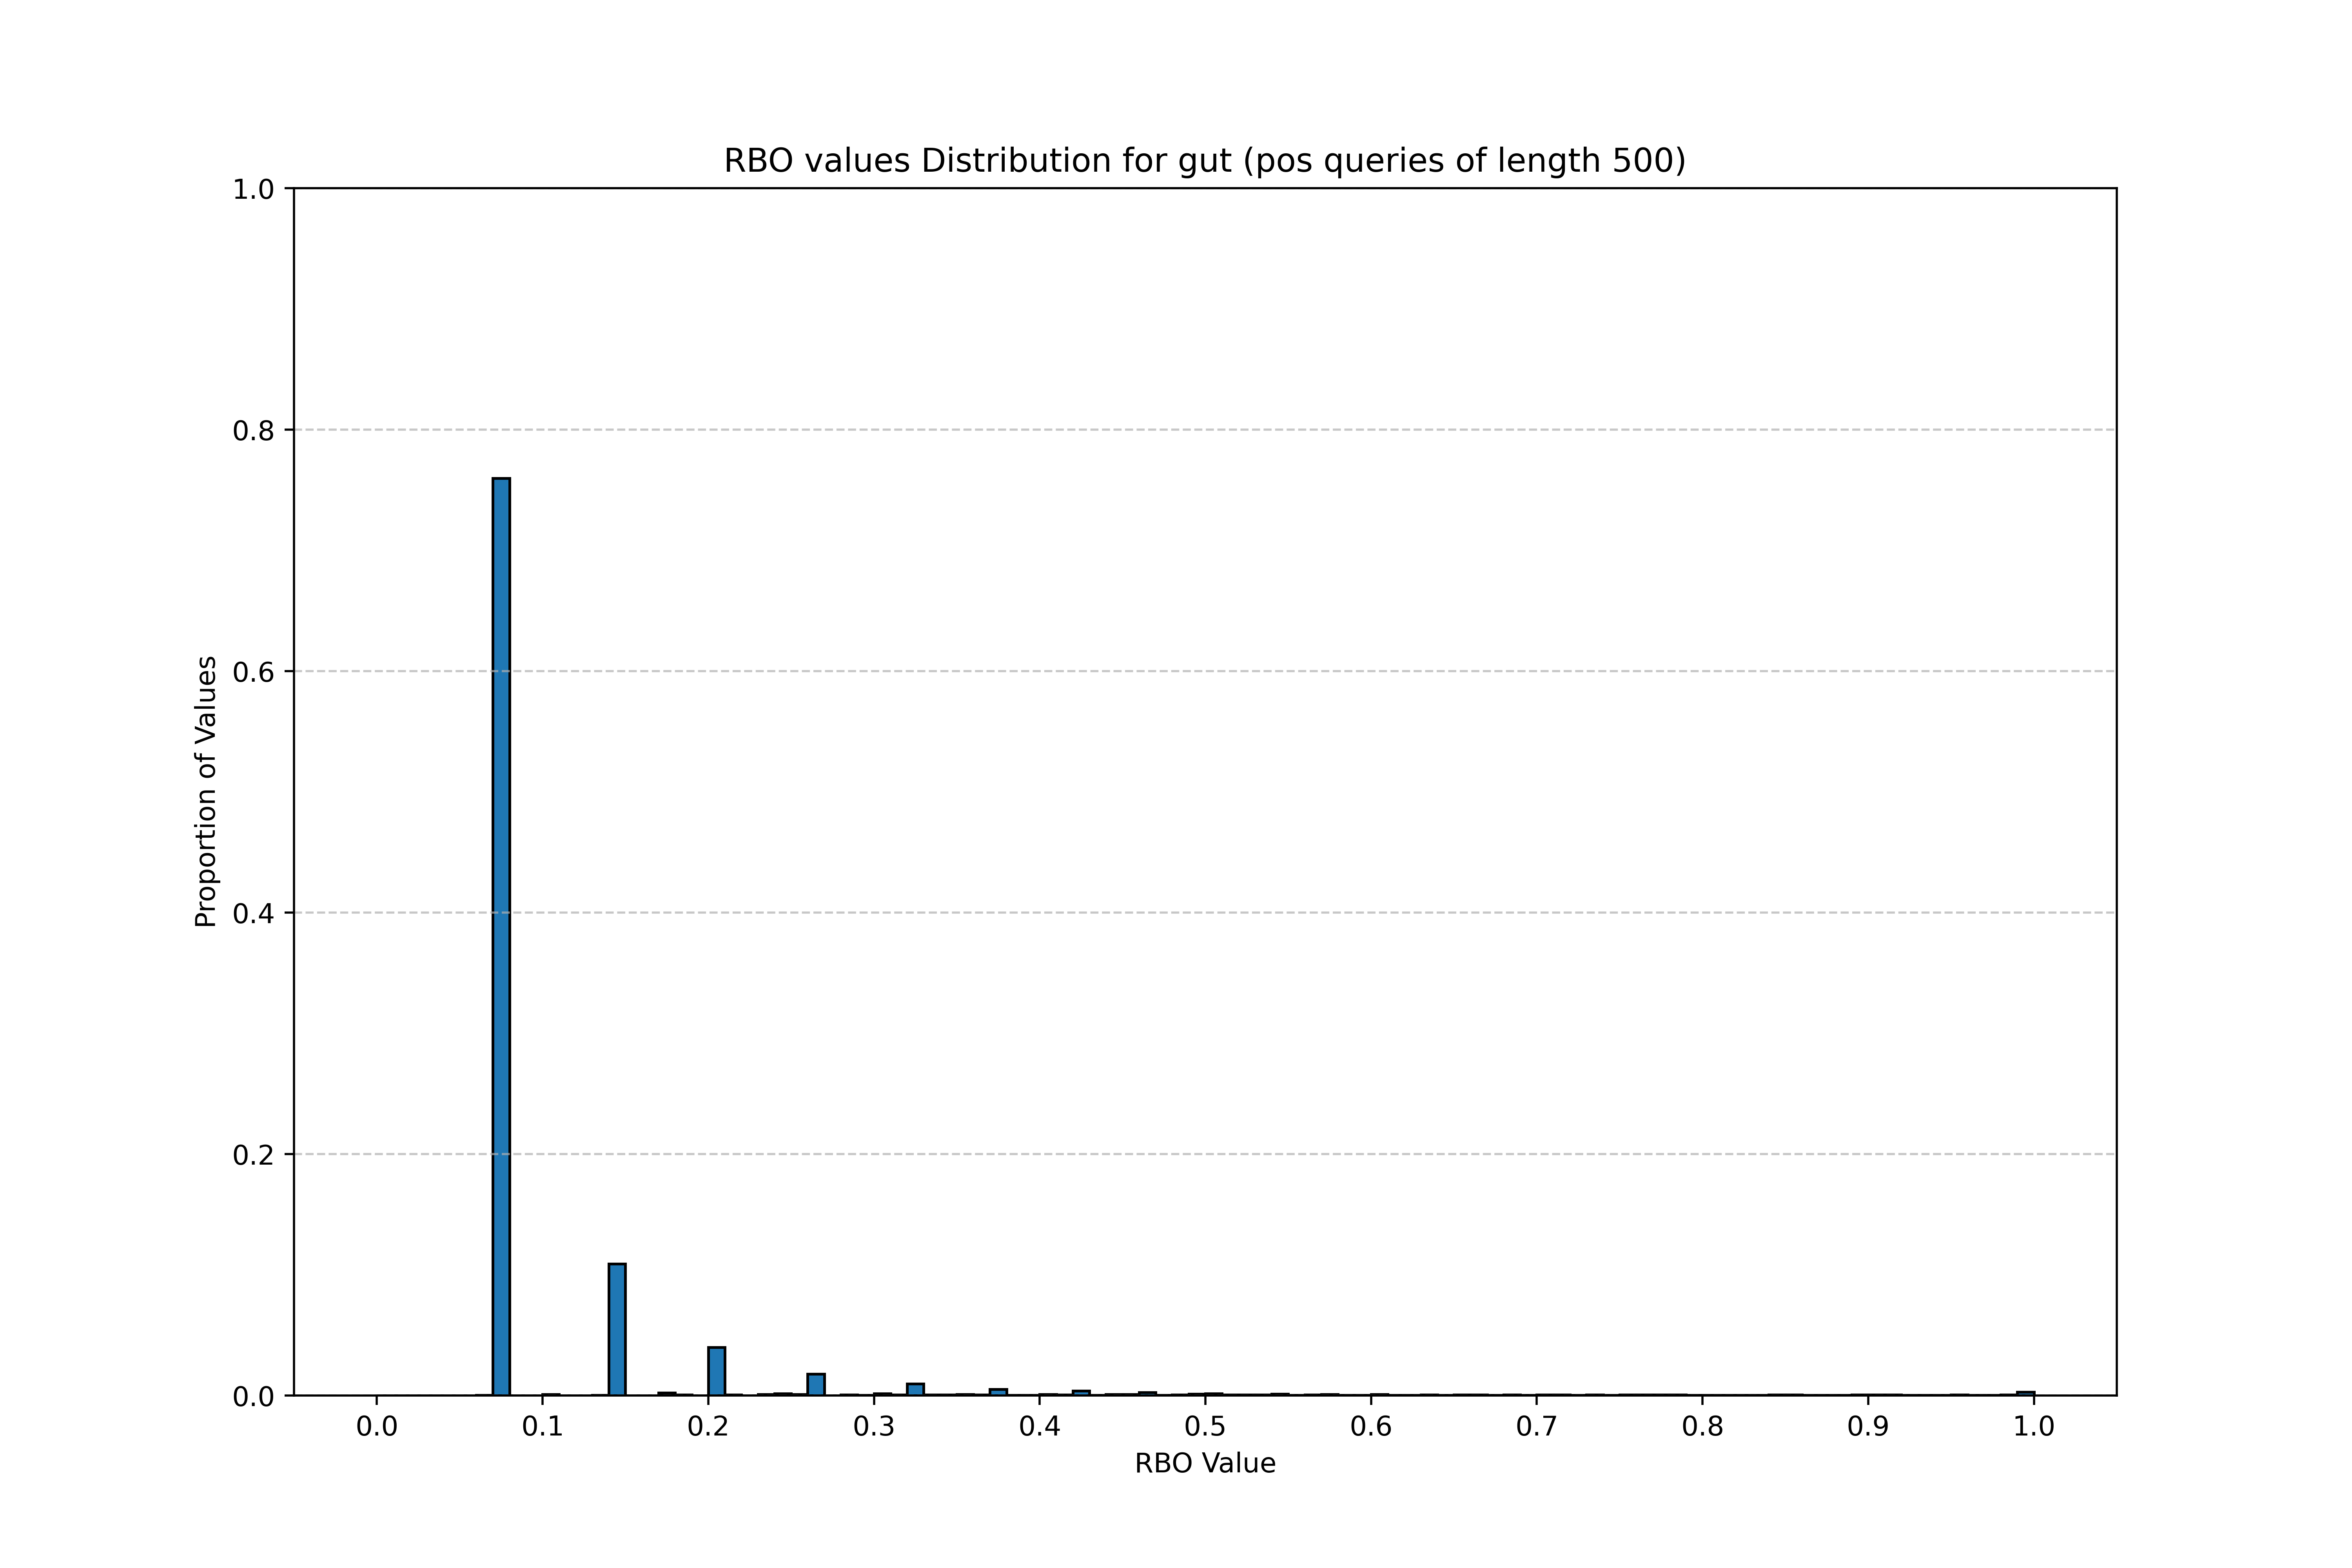 RBO values Distribution for gut (pos queries of length 500)
1.0
0.8
0.6
0.4
0.2
0.0
Proportion of Values
0.0 0.1 0.2 0.3 0.4 0.5 0.6 0.7 0.8 0.9 1.0
RBO Value